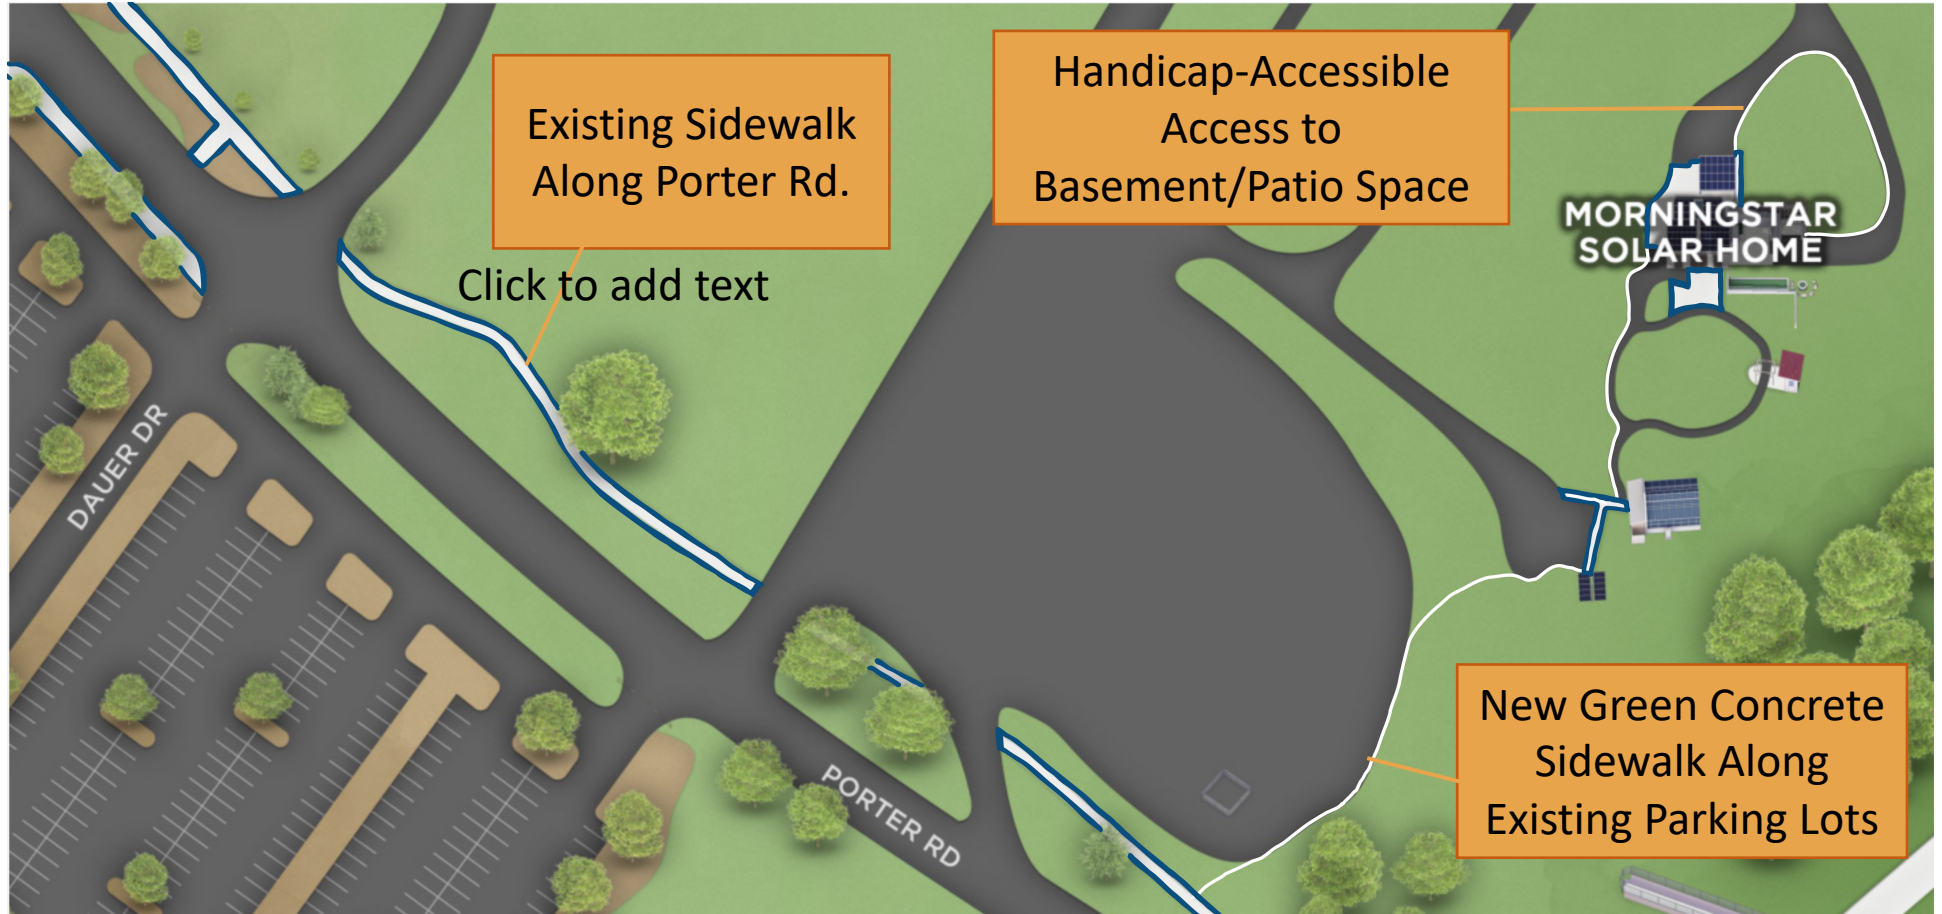 Existing Sidewalk
Along Porter Rd.
Handicap-Accessible
Access to
Basement/Patio Space
MORNINGSTAR
SOLAR HOME
Click to add text
DAUER DR
PORTER RD
New Green Concrete
Sidewalk Along
Existing Parking Lots